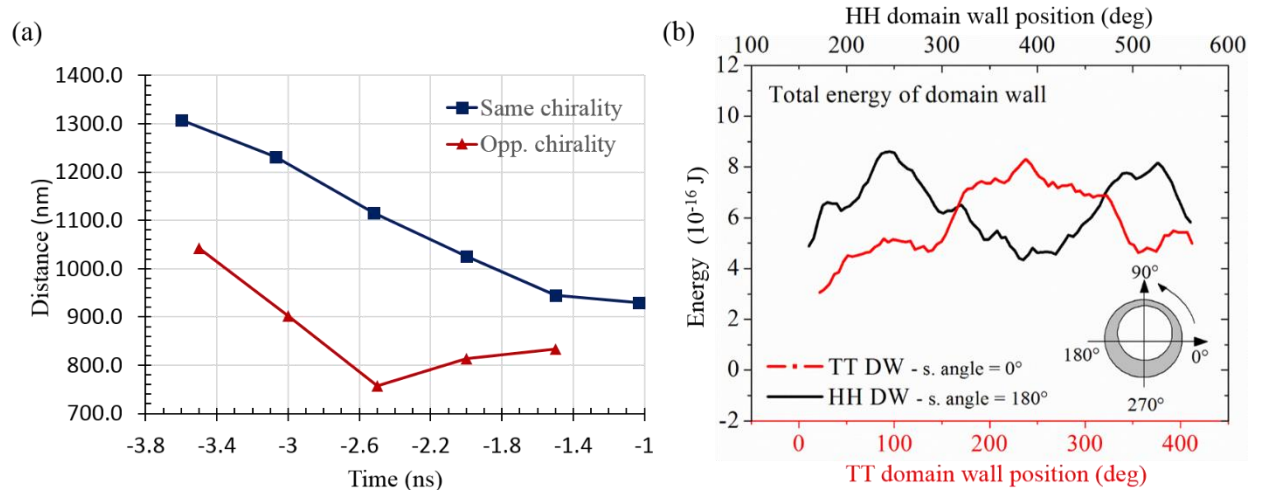 (a)
1400.0
1300.0
1200.0
1100.0
1000.0
900.0
800.0
700.0
Distance (nm)
Same chirality
Opp. chirality
-3.8 -3.4 -3 -2.6 -2.2 -1.8 -1.4 -1
Time (ns)
(b)
HH domain wall position (deg)
100 200 300 400 500 600
12
10
8
6
4
2
0
-2
Energy (10⁻¹⁶ J)
Total energy of domain wall
90°
180°
0°
270°
TT DW - s. angle = 0°
HH DW - s. angle = 180°
0 100 200 300 400
TT domain wall position (deg)